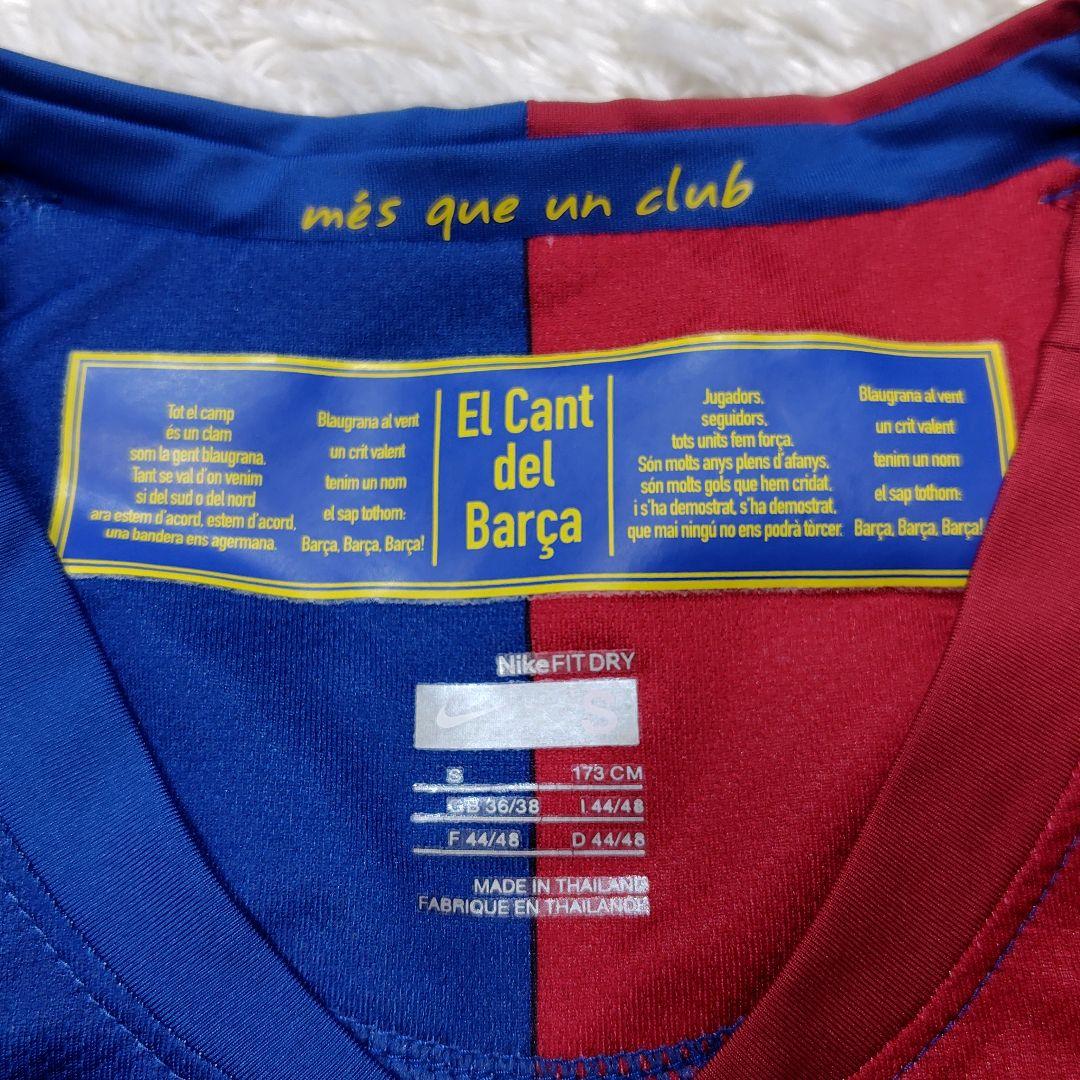 més que un club
Tot el camp
és un clam
som la gent blaugrana.
Tant se val d'on venim
si del sud o del nord
ara estem d'acord, estem d'acord,
una bandera ens agermana.
Blaugrana al vent
un crit valent
tenim un nom
el sap tothom:
Barça, Barça, Barça!
El Cant
del
Barça
Jugadors,
seguidors,
tots units fem força.
Són molts anys plens d'afanys.
són molts gols que hem cridat,
i s'ha demostrat, s'ha demostrat,
que mai ningú no ens podrà tòrcer.
Blaugrana al vent
un crit valent
tenim un nom
el sap tothom:
Barça, Barça, Barça!
Nike FIT DRY
S
S 173 CM
GB 36/38 I 44/48
F 44/48 D 44/48
MADE IN THAILAND
FABRIQUE EN THAILANDE